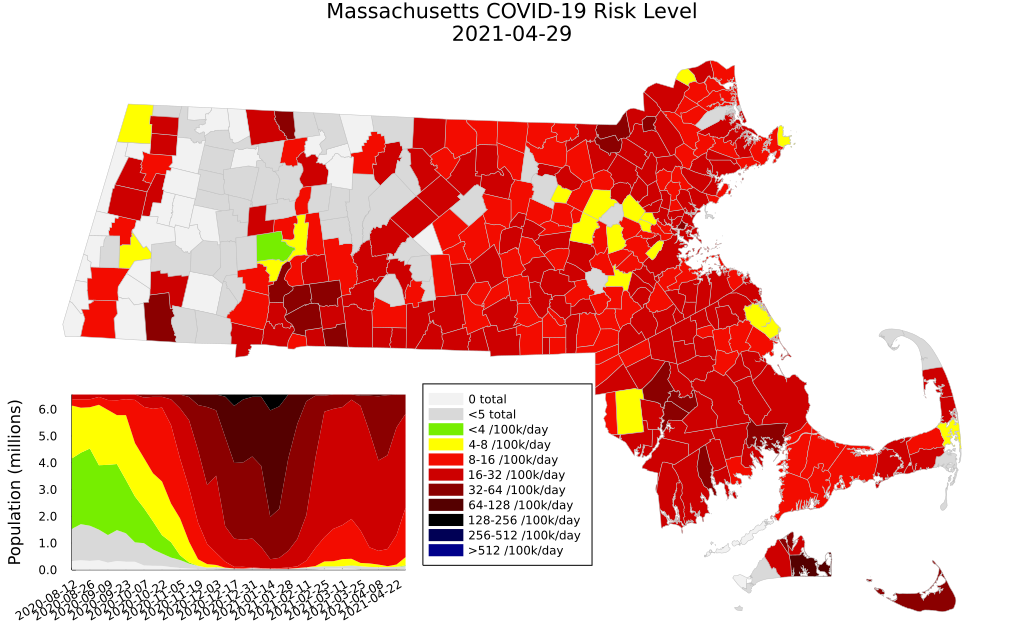 Massachusetts COVID-19 Risk Level
2021-04-29
Population (millions)
6.0
5.0
4.0
3.0
2.0
1.0
0.0
2020-08-12
2020-08-26
2020-09-09
2020-09-23
2020-10-07
2020-10-22
2020-11-05
2020-11-19
2020-12-03
2020-12-17
2020-12-31
2021-01-14
2021-01-28
2021-02-11
2021-02-25
2021-03-11
2021-03-25
2021-04-08
2021-04-22
0 total
<5 total
<4 /100k/day
4-8 /100k/day
8-16 /100k/day
16-32 /100k/day
32-64 /100k/day
64-128 /100k/day
128-256 /100k/day
256-512 /100k/day
>512 /100k/day